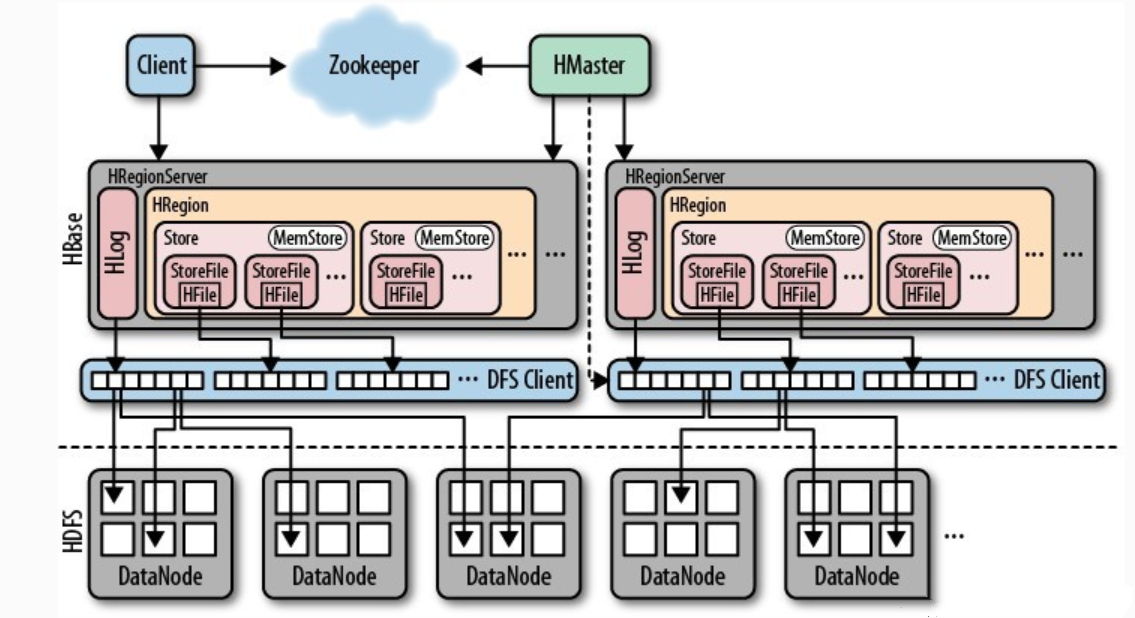 Client
Zookeeper
HMaster
HBase
HRegionServer
HLog
HRegion
Store
MemStore
StoreFile
HFile
StoreFile
HFile
...
Store
MemStore
StoreFile
HFile
...
...
...
HRegionServer
HLog
HRegion
Store
MemStore
StoreFile
HFile
StoreFile
HFile
...
Store
MemStore
StoreFile
HFile
...
...
...
... DFS Client
... DFS Client
HDFS
DataNode
DataNode
DataNode
DataNode
DataNode
...